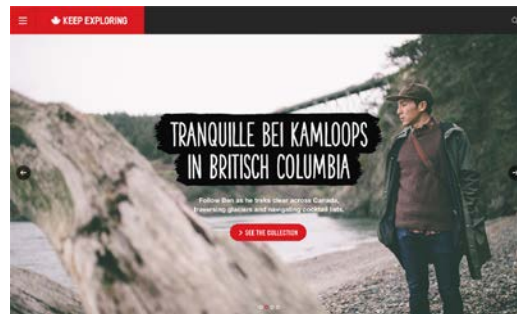 KEEP EXPLORING
TRANQUILLE BEI KAMLOOPS
IN BRITISCH COLUMBIA
Follow Ben as he treks clear across Canada,
traversing glaciers and navigating cocktail lists.
> SEE THE COLLECTION